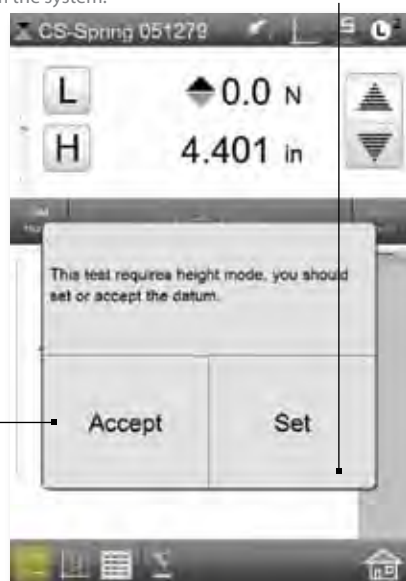 n the system.
CS-Spring 051279
L 0.0 N
H 4.401 in
This test requires height mode, you should
set or accept the datum.
Accept Set